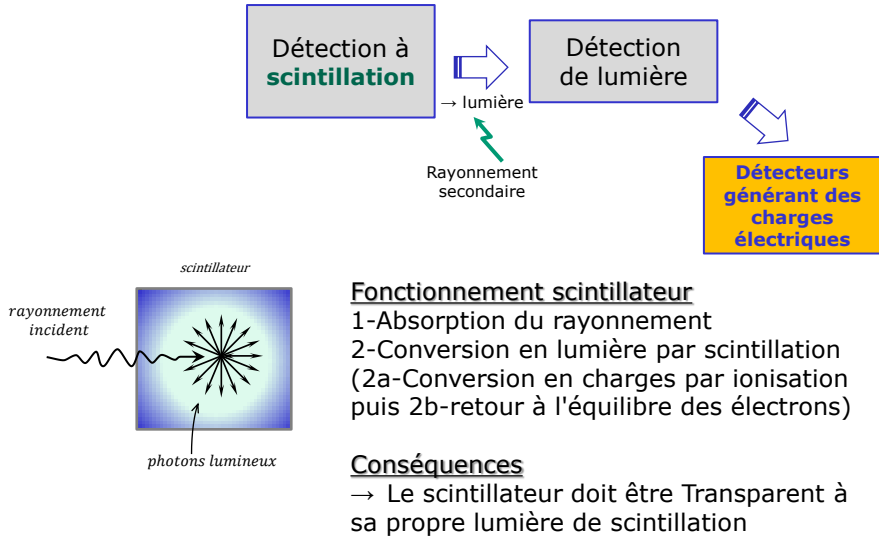 Détection à
scintillation
→ lumière
Détection
de lumière
Rayonnement
secondaire
Détecteurs
générant des
charges
électriques
scintillateur
rayonnement
incident
photons lumineux
Fonctionnement scintillateur
1-Absorption du rayonnement
2-Conversion en lumière par scintillation
(2a-Conversion en charges par ionisation
puis 2b-retour à l'équilibre des électrons)
Conséquences
→ Le scintillateur doit être Transparent à
sa propre lumière de scintillation